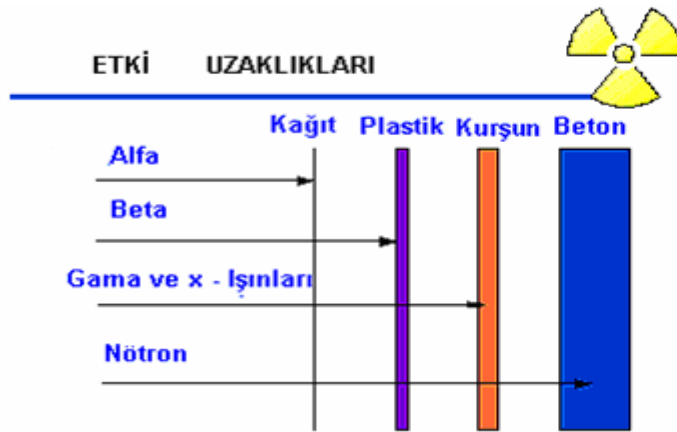 ETKİ UZAKLIKLARI
Kağıt Plastik Kurşun Beton
Alfa
Beta
Gama ve x - Işınları
Nötron